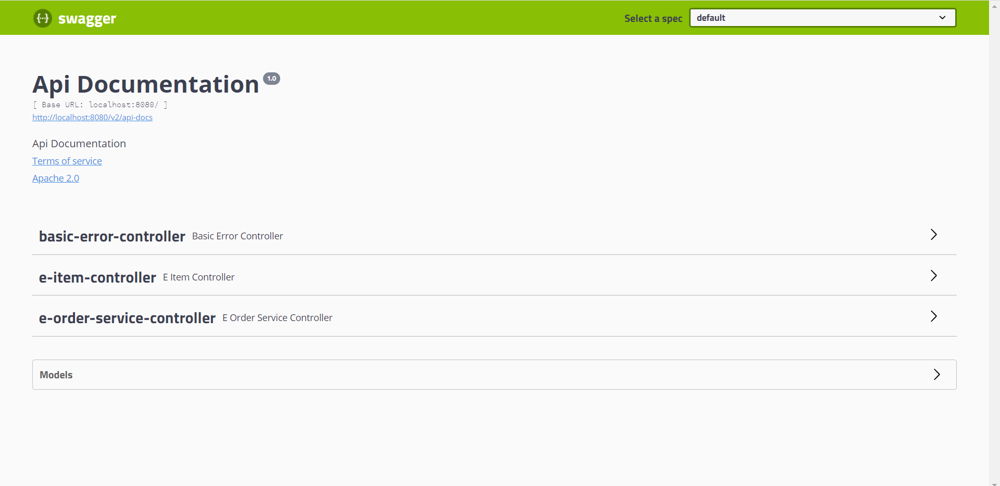 {···} swagger
Select a spec default
Api Documentation 1.0
[ Base URL: localhost:8080/ ]
http://localhost:8080/v2/api-docs
Api Documentation
Terms of service
Apache 2.0
basic-error-controller Basic Error Controller
e-item-controller E Item Controller
e-order-service-controller E Order Service Controller
Models